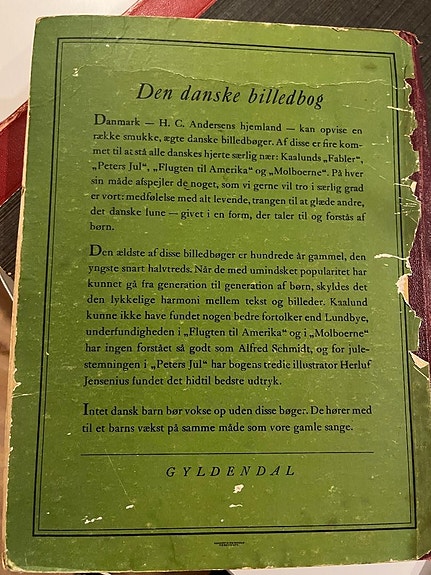 Den danske billedbog
Danmark — H. C. Andersens hjemland — kan opvise en
række smukke, ægte danske billedbøger. Af disse er fire kom-
met til at stå alle danskes hjerte særlig nær: Kaalunds „Fabler“,
„Peters Jul“, „Flugten til Amerika“ og „Molboerne“. På hver
sin måde afspejler de noget, som vi gerne vil tro i særlig grad
er vort: medfølelse med alt levende, trangen til at glæde andre,
det danske lune — givet i en form, der taler til og forstås af
børn.
Den ældste af disse billedbøger er hundrede år gammel, den
yngste snart halvtreds. Når de med umindsket popularitet har
kunnet gå fra generation til generation af børn, skyldes det
den lykkelige harmoni mellem tekst og billeder. Kaalund
kunne ikke have fundet nogen bedre fortolker end Lundbye,
underfundigheden i „Flugten til Amerika“ og i „Molboerne“
har ingen forstået så godt som Alfred Schmidt, og for jule-
stemningen i „Peters Jul“ har bogens tredie illustrator Herluf
Jensenius fundet det hidtil bedste udtryk.
Intet dansk barn bør vokse op uden disse bøger. De hører med
til et barns vækst på samme måde som vore gamle sange.
GYLDENDAL